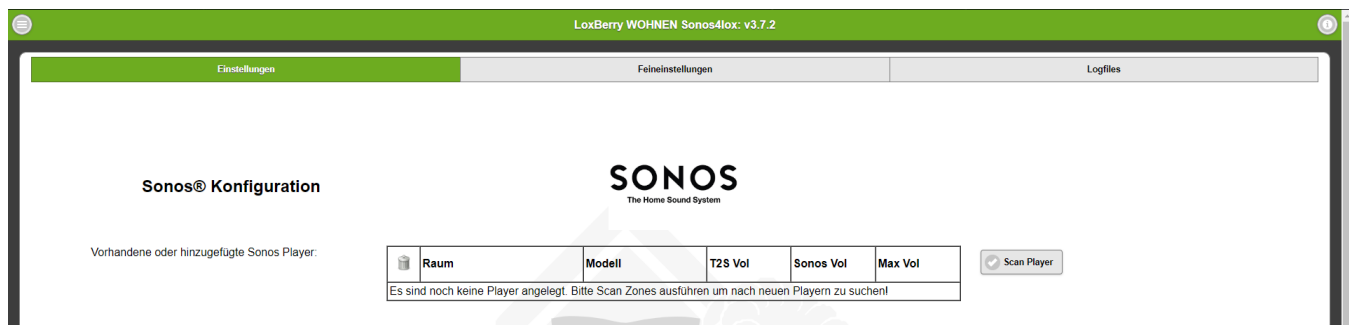 LoxBerry WOHNEN Sonos4lox: v3.7.2
Einstellungen Feineinstellungen Logfiles
Sonos® Konfiguration
SONOS
The Home Sound System
Vorhandene oder hinzugefügte Sonos Player:
Raum Modell T2S Vol Sonos Vol Max Vol
Scan Player
Es sind noch keine Player angelegt. Bitte Scan Zones ausführen um nach neuen Playern zu suchen!